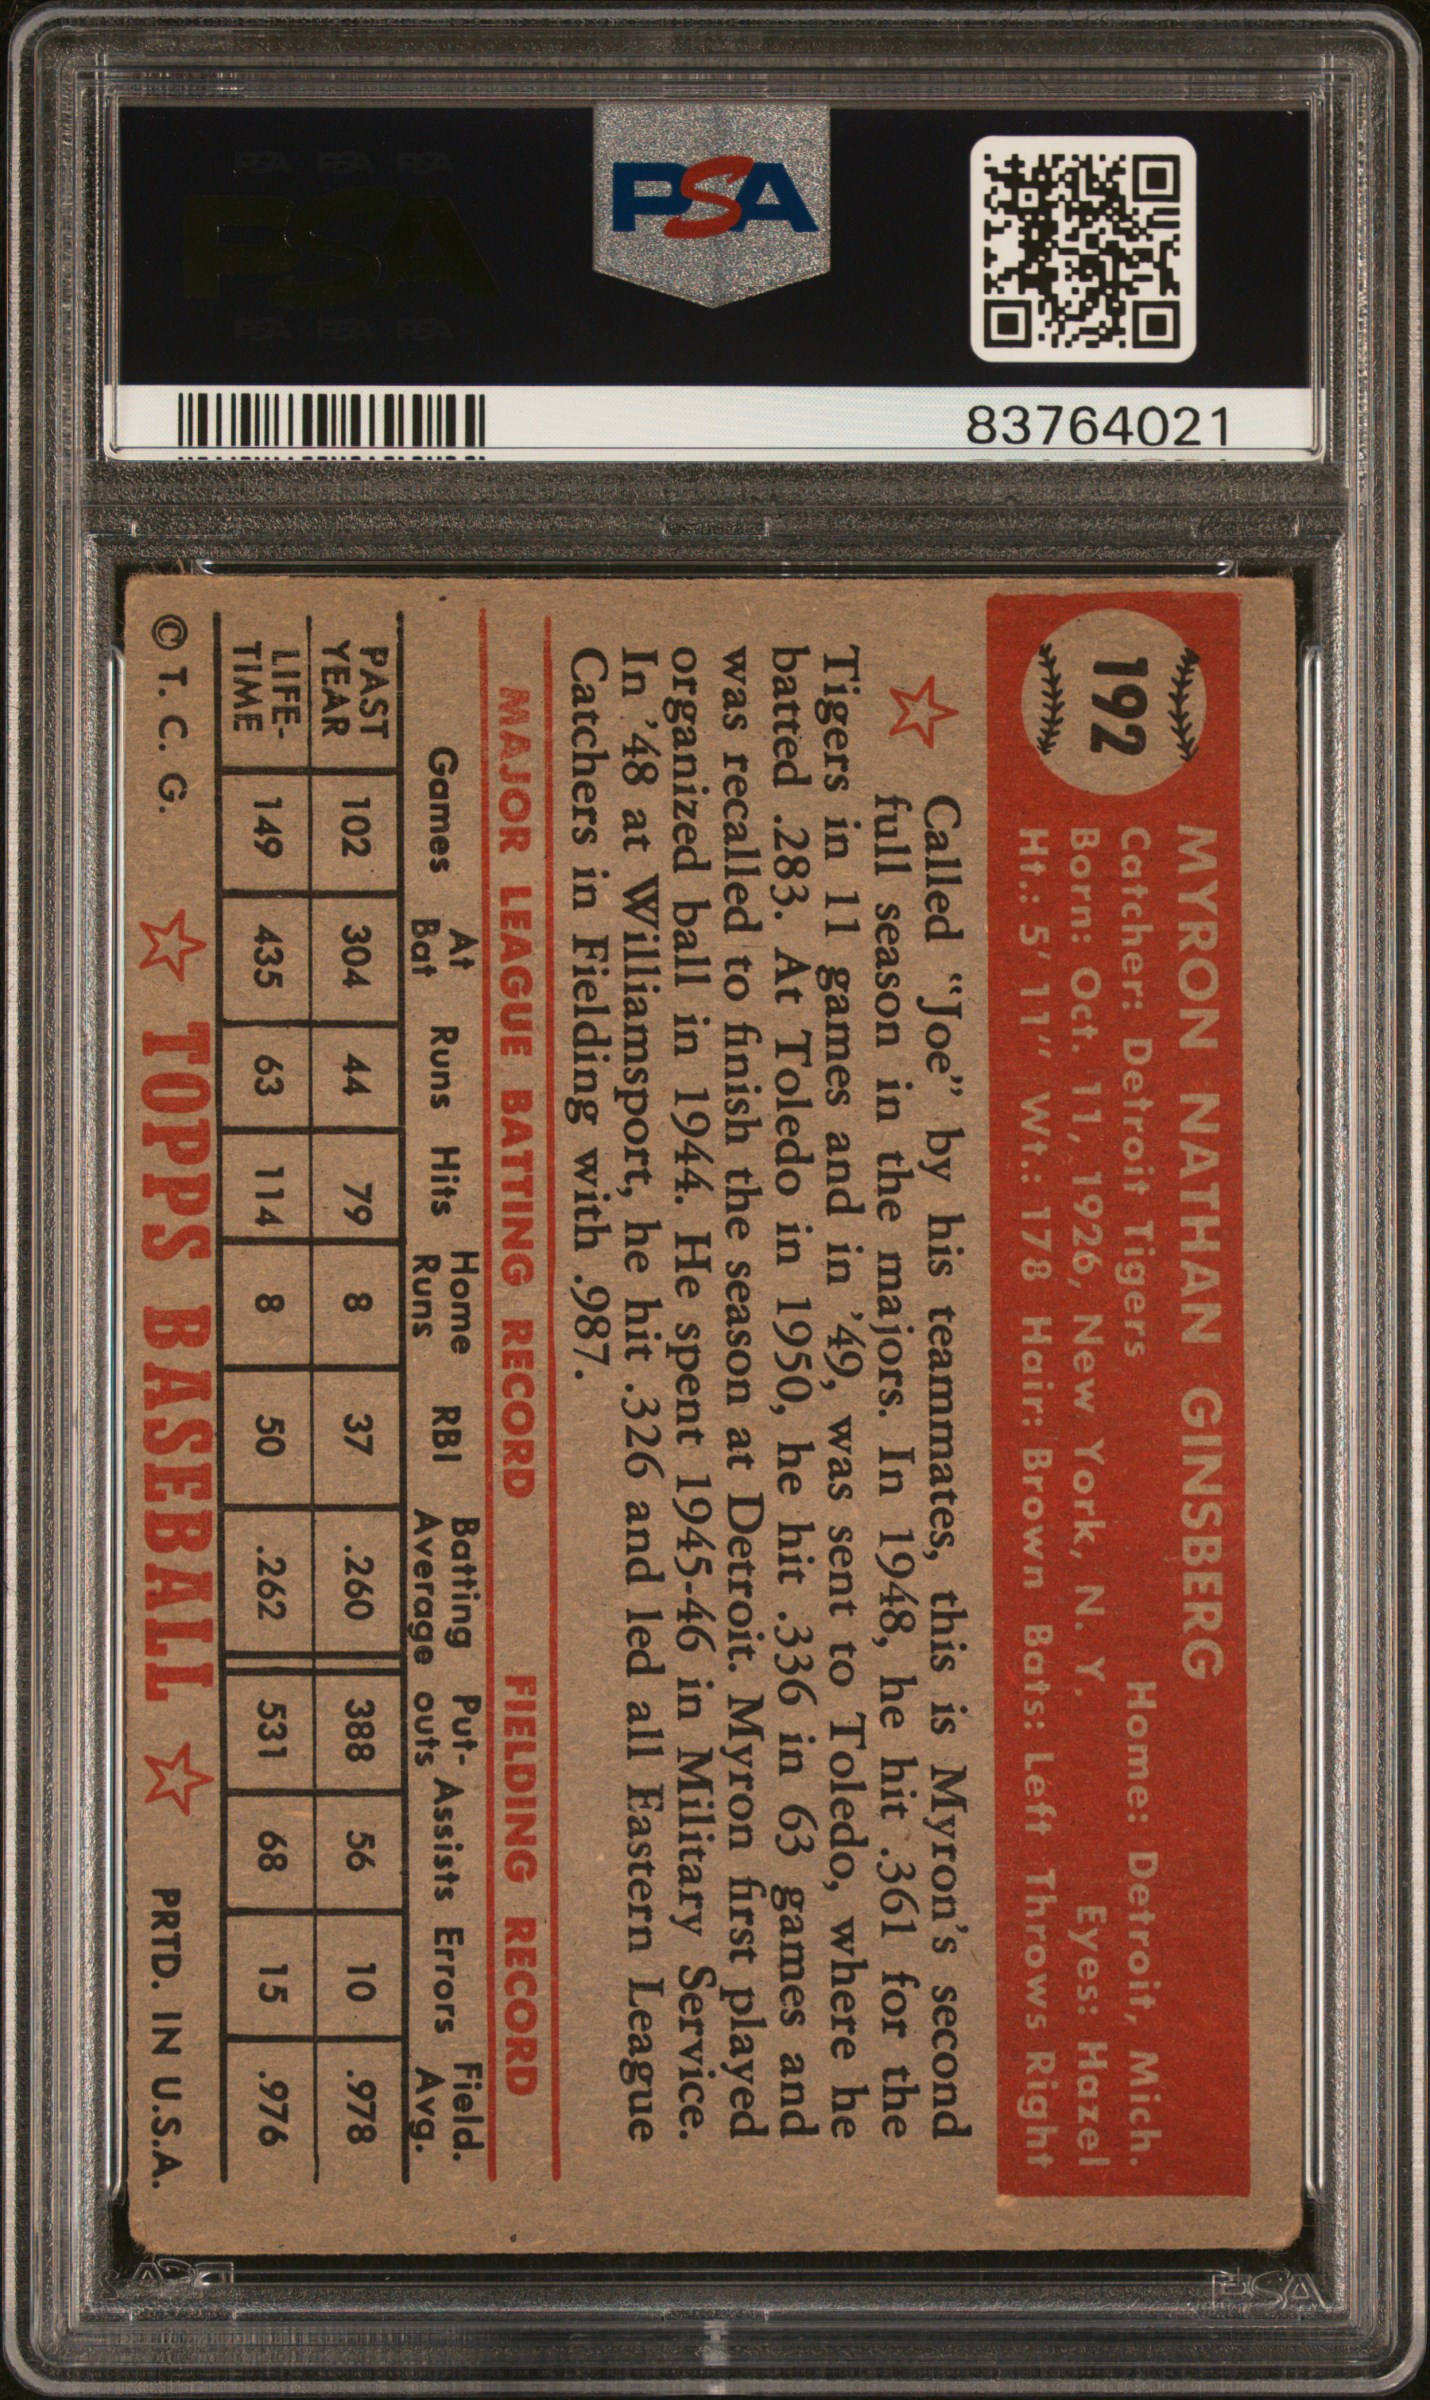 PSA PSA PSA
PSA
PSA PSA PSA
PSA
83764021
192
MYRON NATHAN GINSBERG
Catcher: Detroit Tigers Home: Detroit, Mich.
Born: Oct. 11, 1926, New York, N. Y. Eyes: Hazel
Ht.: 5' 11" Wt.: 178 Hair: Brown Bats: Left Throws Right
Called "Joe" by his teammates, this is Myron's second
full season in the majors. In 1948, he hit .361 for the
Tigers in 11 games and in '49, was sent to Toledo, where he
batted .283. At Toledo in 1950, he hit .336 in 63 games and
was recalled to finish the season at Detroit. Myron first played
organized ball in 1944. He spent 1945-46 in Military Service.
In '48 at Williamsport, he hit .326 and led all Eastern League
Catchers in Fielding with .987.
MAJOR LEAGUE BATTING RECORD FIELDING RECORD
Games At Bat Runs Hits Home Runs RBI Batting Average Put-outs Assists Errors Field. Avg.
PAST YEAR 102 304 44 79 8 37 .260 388 56 10 .978
LIFE-TIME 149 435 63 114 8 50 .262 531 68 15 .976
© T. C. G. TOPPS BASEBALL PRTD. IN U.S.A.
PSA